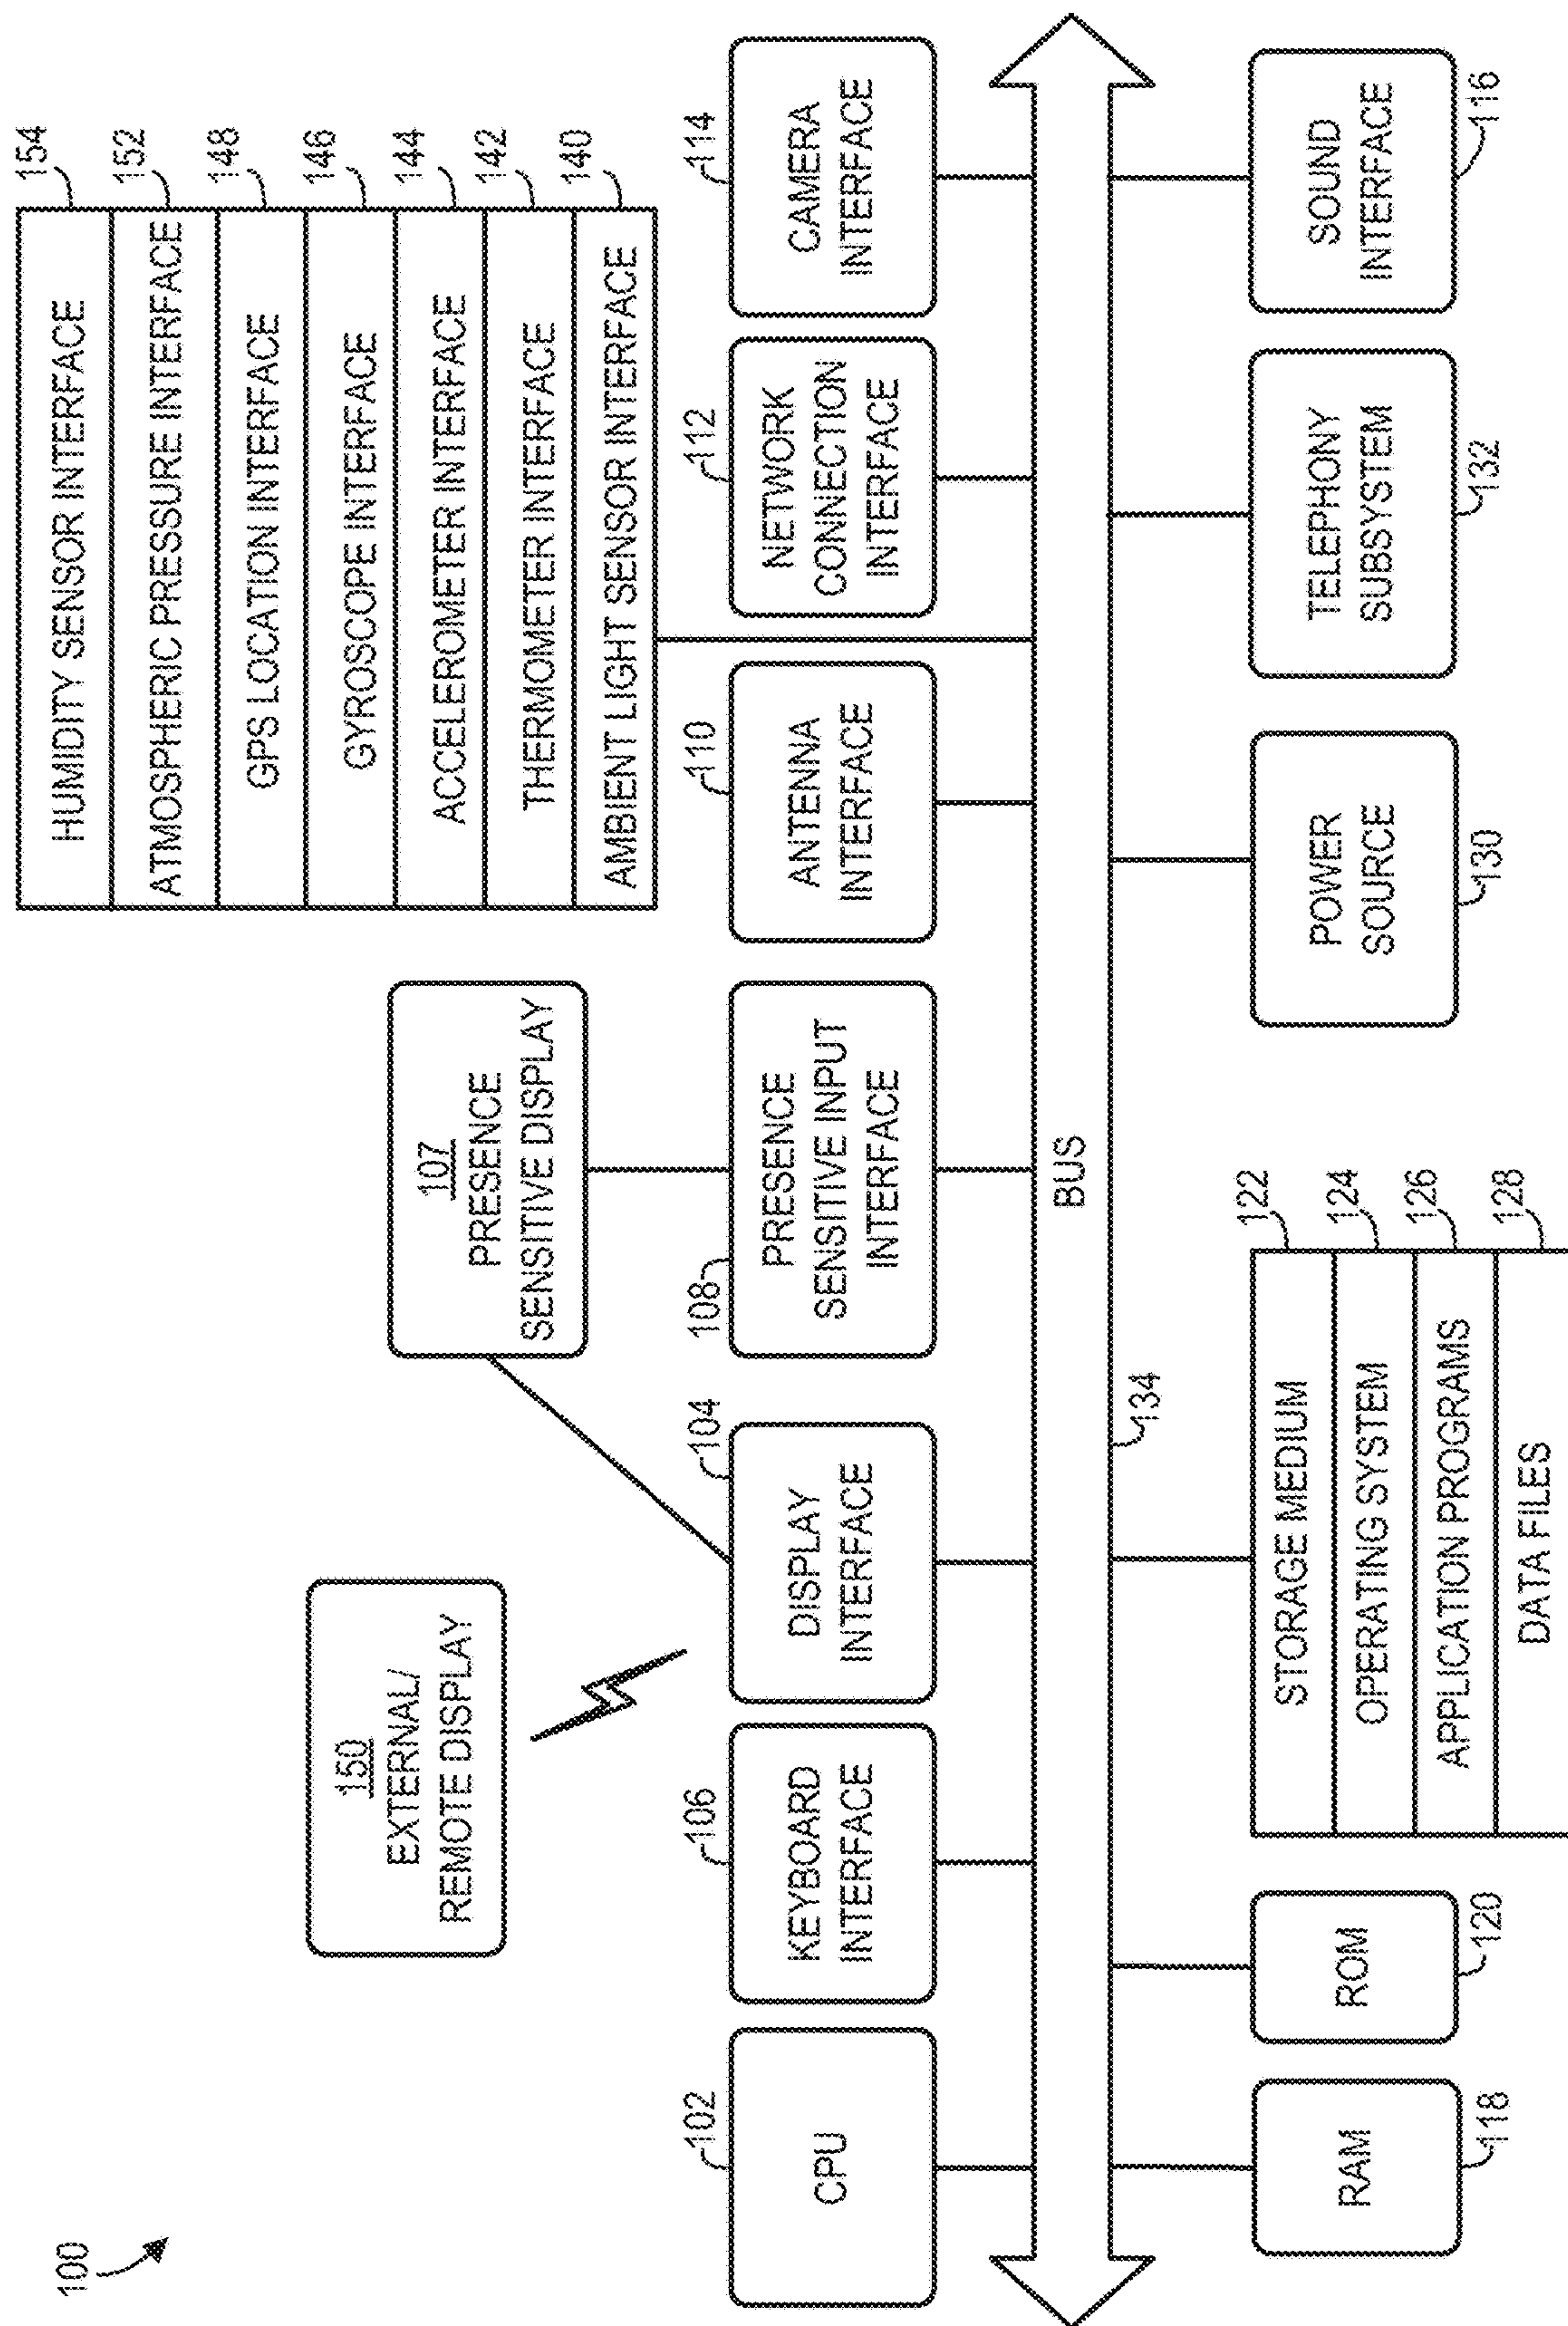 100
154
HUMIDITY SENSOR INTERFACE
152
ATMOSPHERIC PRESSURE INTERFACE
148
GPS LOCATION INTERFACE
146
GYROSCOPE INTERFACE
144
ACCELEROMETER INTERFACE
142
THERMOMETER INTERFACE
140
AMBIENT LIGHT SENSOR INTERFACE
150
EXTERNAL/
REMOTE DISPLAY
107
PRESENCE
SENSITIVE DISPLAY
102
CPU
106
KEYBOARD
INTERFACE
104
DISPLAY
INTERFACE
108
PRESENCE
SENSITIVE INPUT
INTERFACE
110
ANTENNA
INTERFACE
112
NETWORK
CONNECTION
INTERFACE
114
CAMERA
INTERFACE
BUS
134
RAM
118
ROM
120
122
STORAGE MEDIUM
124
OPERATING SYSTEM
126
APPLICATION PROGRAMS
128
DATA FILES
POWER
SOURCE
130
TELEPHONY
SUBSYSTEM
132
SOUND
INTERFACE
116